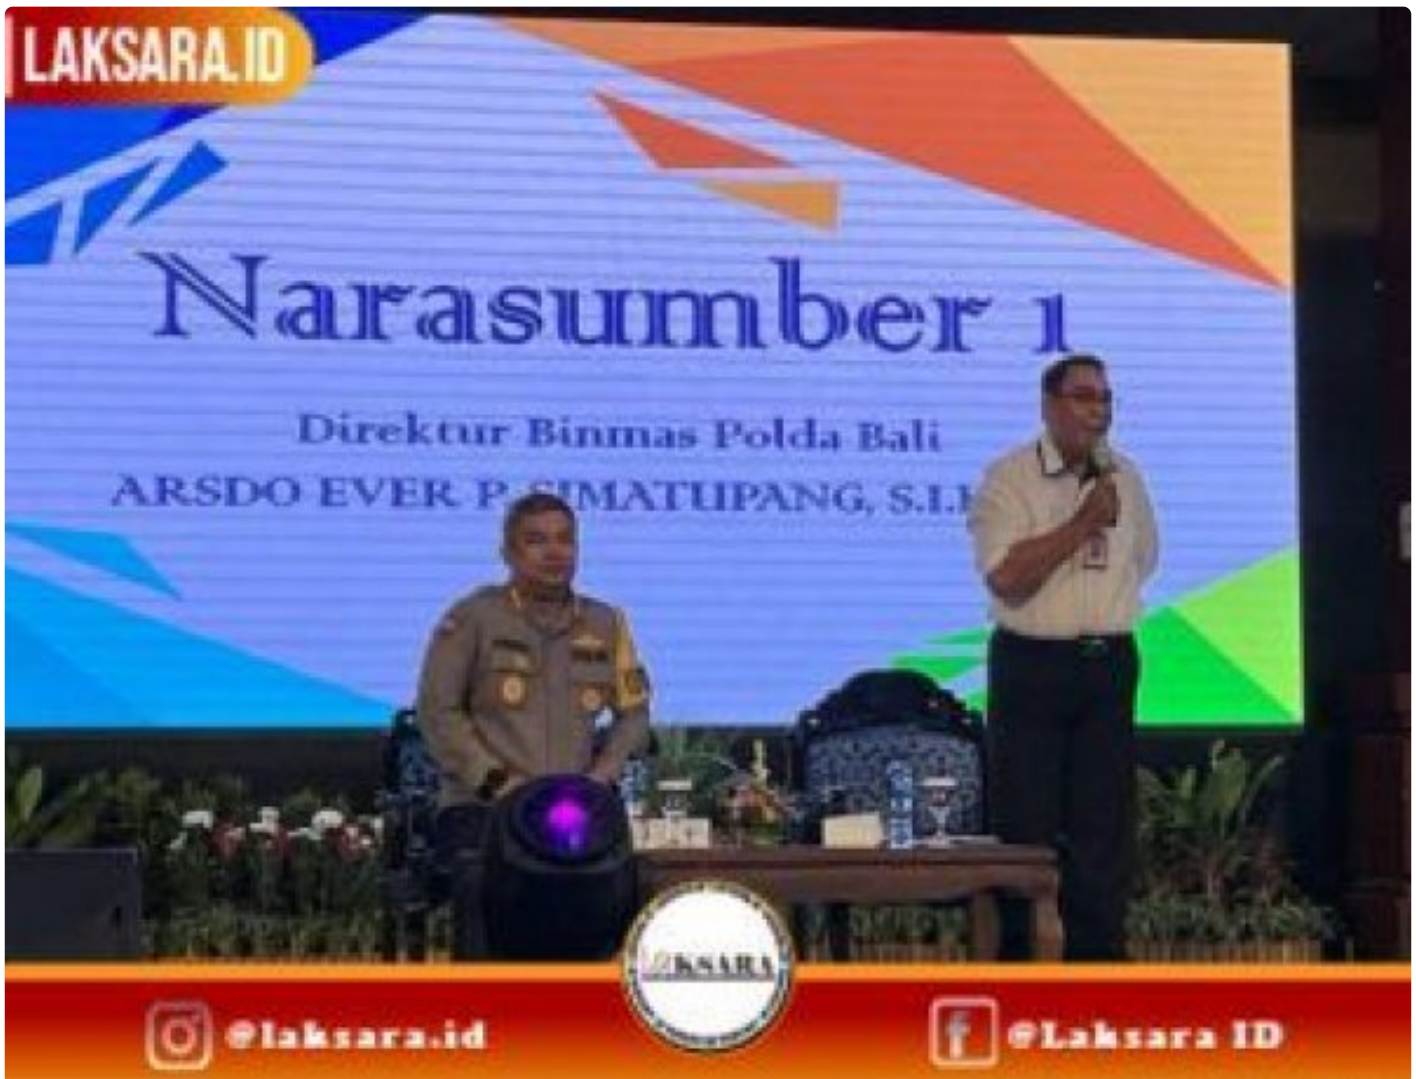 LAKSARA.ID
Narasumber 1
Direktur Binmas Polda Bali
ARSDO EVER P. SIMATUPANG, S.I.
LAKSARA
@laksara.id
@Laksara ID